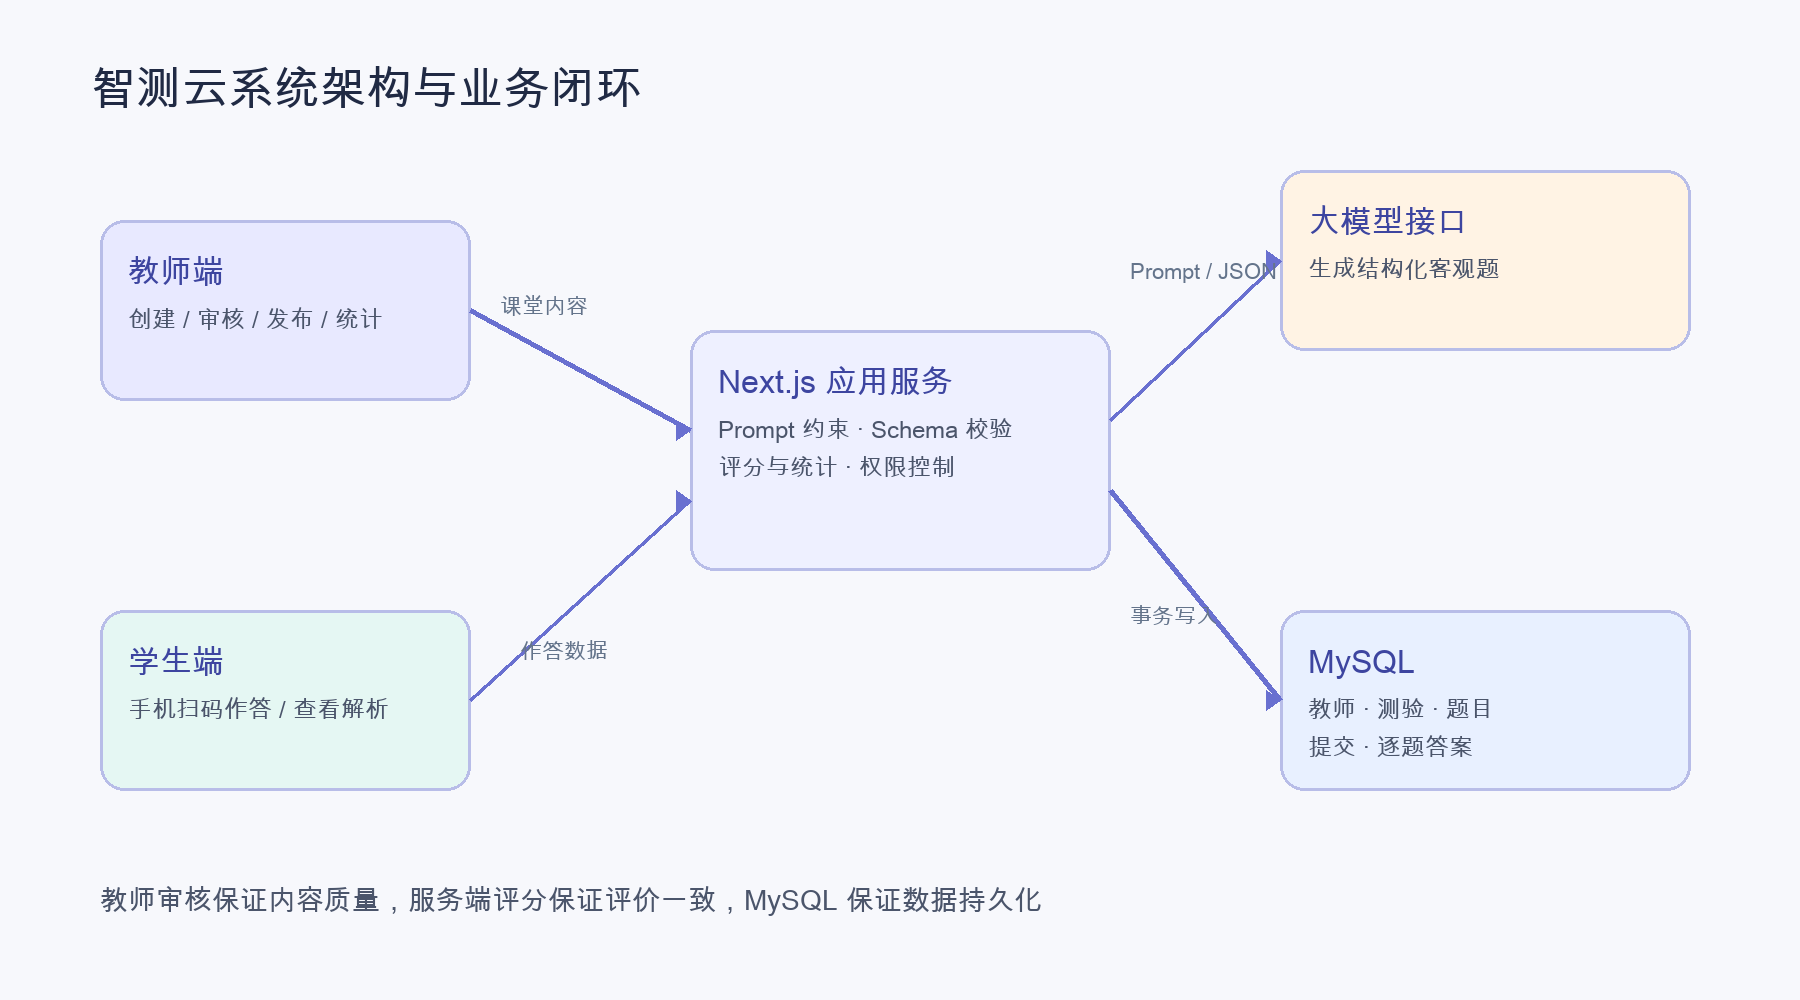 智测云系统架构与业务闭环
教师端
创建 / 审核 / 发布 / 统计
课堂内容
学生端
手机扫码作答 / 查看解析
作答数据
Next.js 应用服务
Prompt 约束 · Schema 校验
评分与统计 · 权限控制
Prompt / JSON
大模型接口
生成结构化客观题
事务写入
MySQL
教师 · 测验 · 题目
提交 · 逐题答案
教师审核保证内容质量，服务端评分保证评价一致，MySQL 保证数据持久化